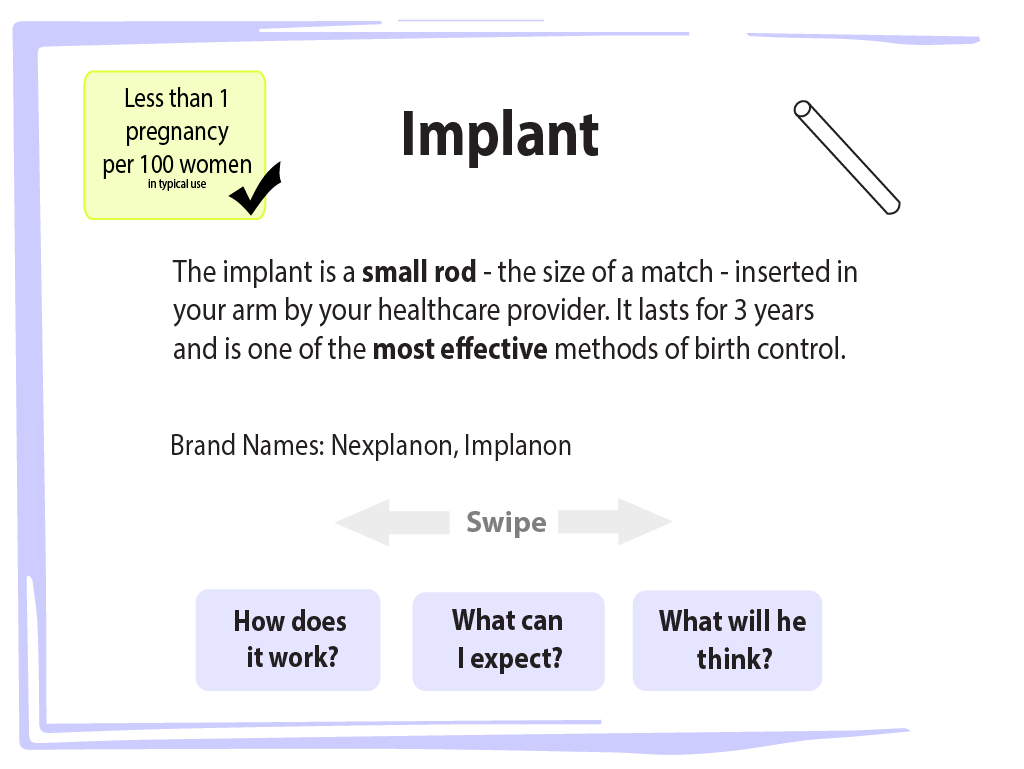 Less than 1
pregnancy
per 100 women
in typical use
Implant
The implant is a small rod - the size of a match - inserted in
your arm by your healthcare provider. It lasts for 3 years
and is one of the most effective methods of birth control.
Brand Names: Nexplanon, Implanon
Swipe
How does
it work?
What can
I expect?
What will he
think?